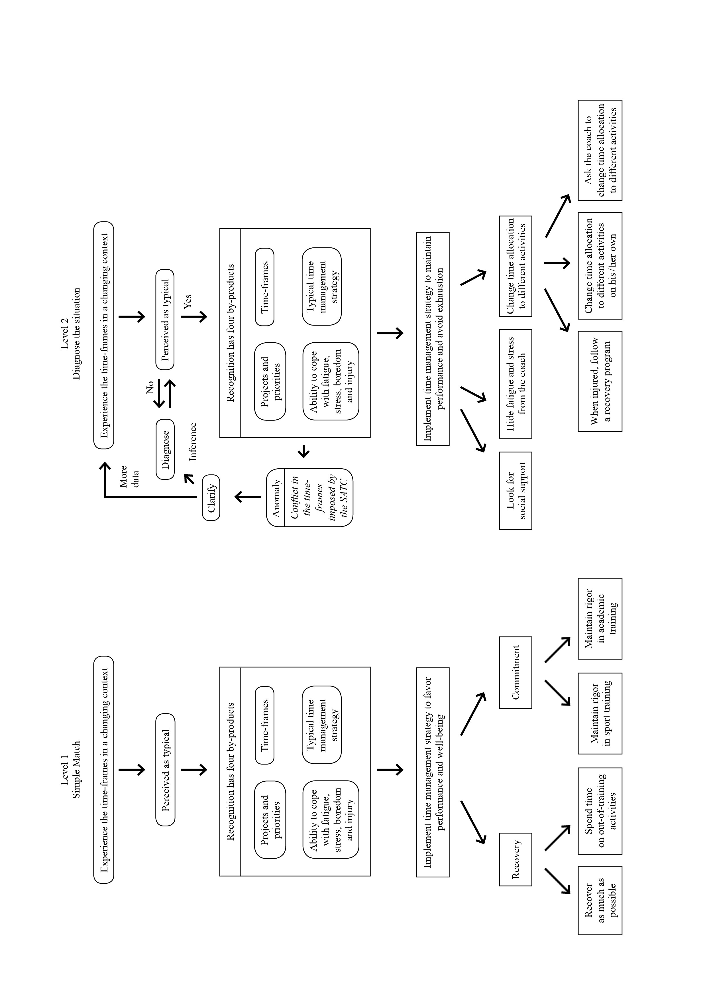 Level 1
Simple Match
Experience the time-frames in a changing context
Perceived as typical
Recognition has four by-products
Projects and
priorities
Time-frames
Ability to cope
with fatigue,
stress, boredom
and injury
Typical time
management
strategy
Implement time management strategy to favor
performance and well-being
Recovery
Commitment
Recover
as much as
possible
Spend time
on out-of-training
activities
Maintain rigor
in sport training
Maintain rigor
in academic
training
Level 2
Diagnose the situation
Experience the time-frames in a changing context
More
data
Diagnose
No
Perceived as typical
Yes
Inference
Clarify
Anomaly
Conflict in
the time-
frames
imposed by
the SATC
Recognition has four by-products
Projects and
priorities
Time-frames
Ability to cope
with fatigue,
stress, boredom
and injury
Typical time
management
strategy
Implement time management strategy to maintain
performance and avoid exhaustion
Look for
social support
Hide fatigue and stress
from the coach
Change time allocation
to different activities
When injured, follow
a recovery program
Change time allocation
to different activities
on his/her own
Ask the coach to
change time allocation
to different activities